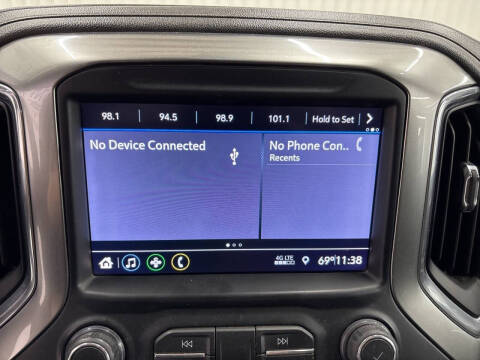 98.1 94.5 98.9 101.1 Hold to Set
No Device Connected
No Phone Con..
Recents
4G LTE
69° 11:38